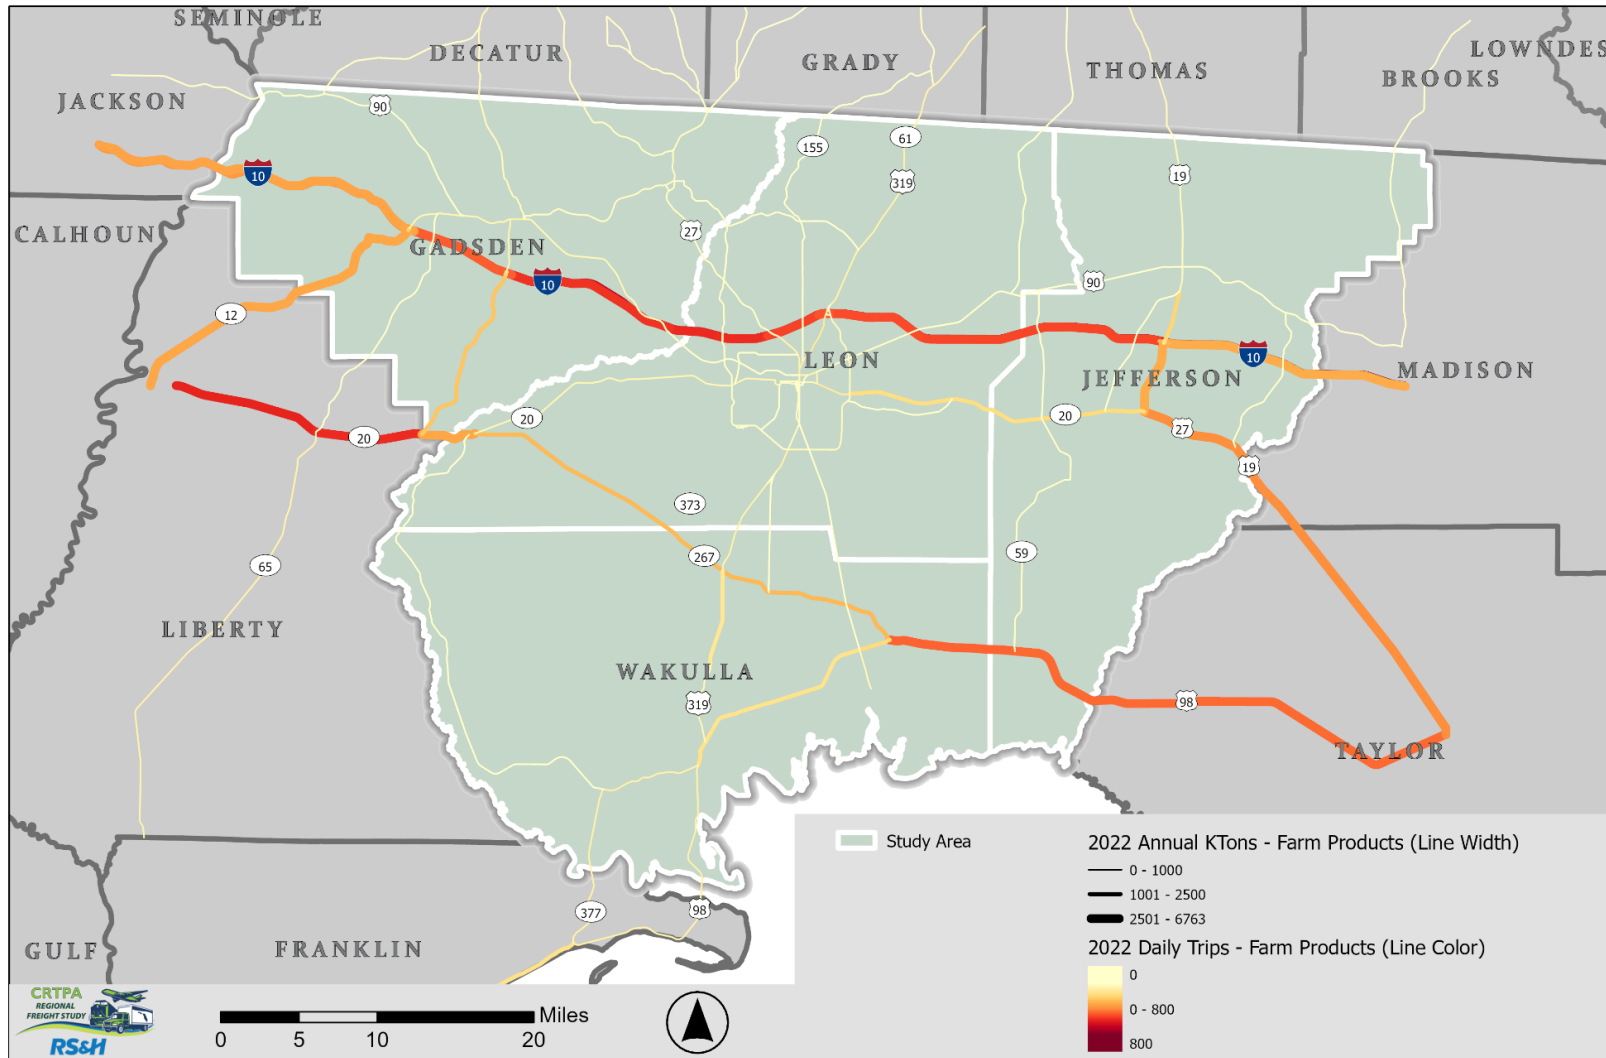 SEMINOLE
DECATUR
GRADY
THOMAS
LOWNDES
BROOKS
JACKSON
90
61
155
10
19
319
CALHOUN
27
GADSDEN
90
10
12
LEON
10
JEFFERSON
MADISON
20
20
20
27
19
373
267
59
65
LIBERTY
WAKULLA
319
98
TAYLOR
Study Area
2022 Annual KTons - Farm Products (Line Width)
0 - 1000
1001 - 2500
2501 - 6763
377
98
GULF
FRANKLIN
2022 Daily Trips - Farm Products (Line Color)
0
0 - 800
800
CRTPA
REGIONAL
FREIGHT STUDY
RS&H
Miles
0 5 10 20